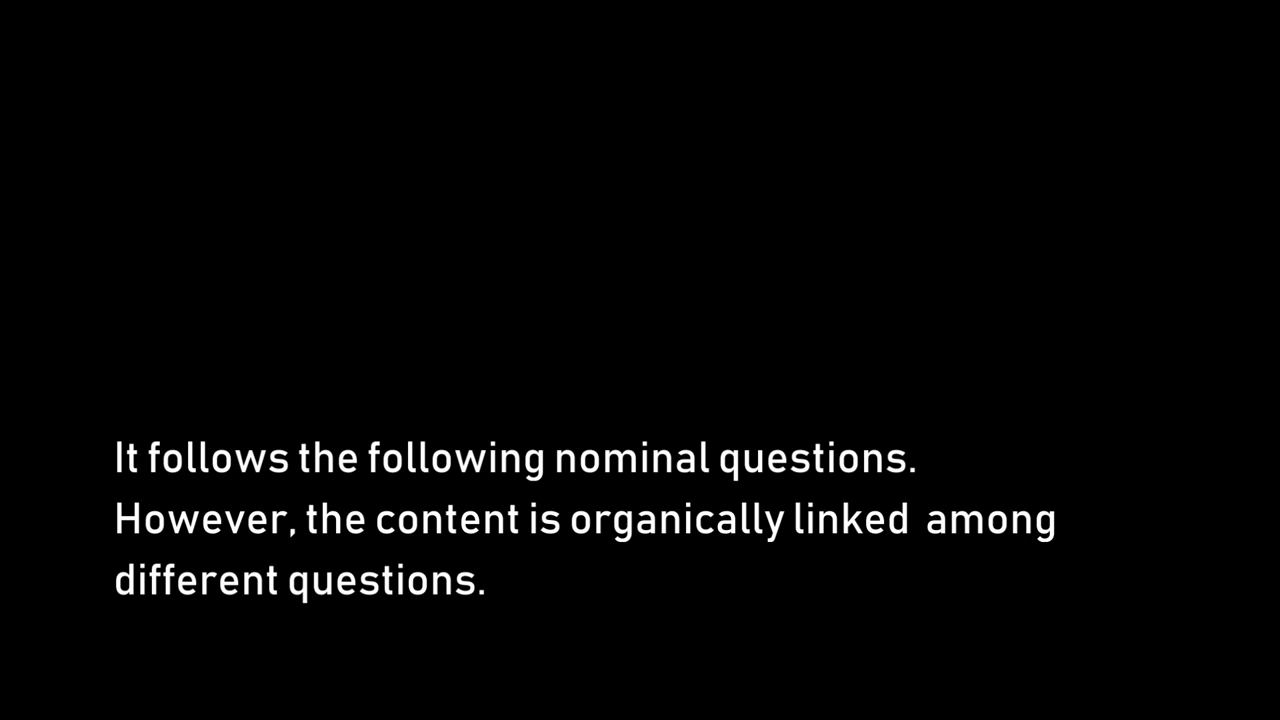 It follows the following nominal questions.
However, the content is organically linked  among
different questions.